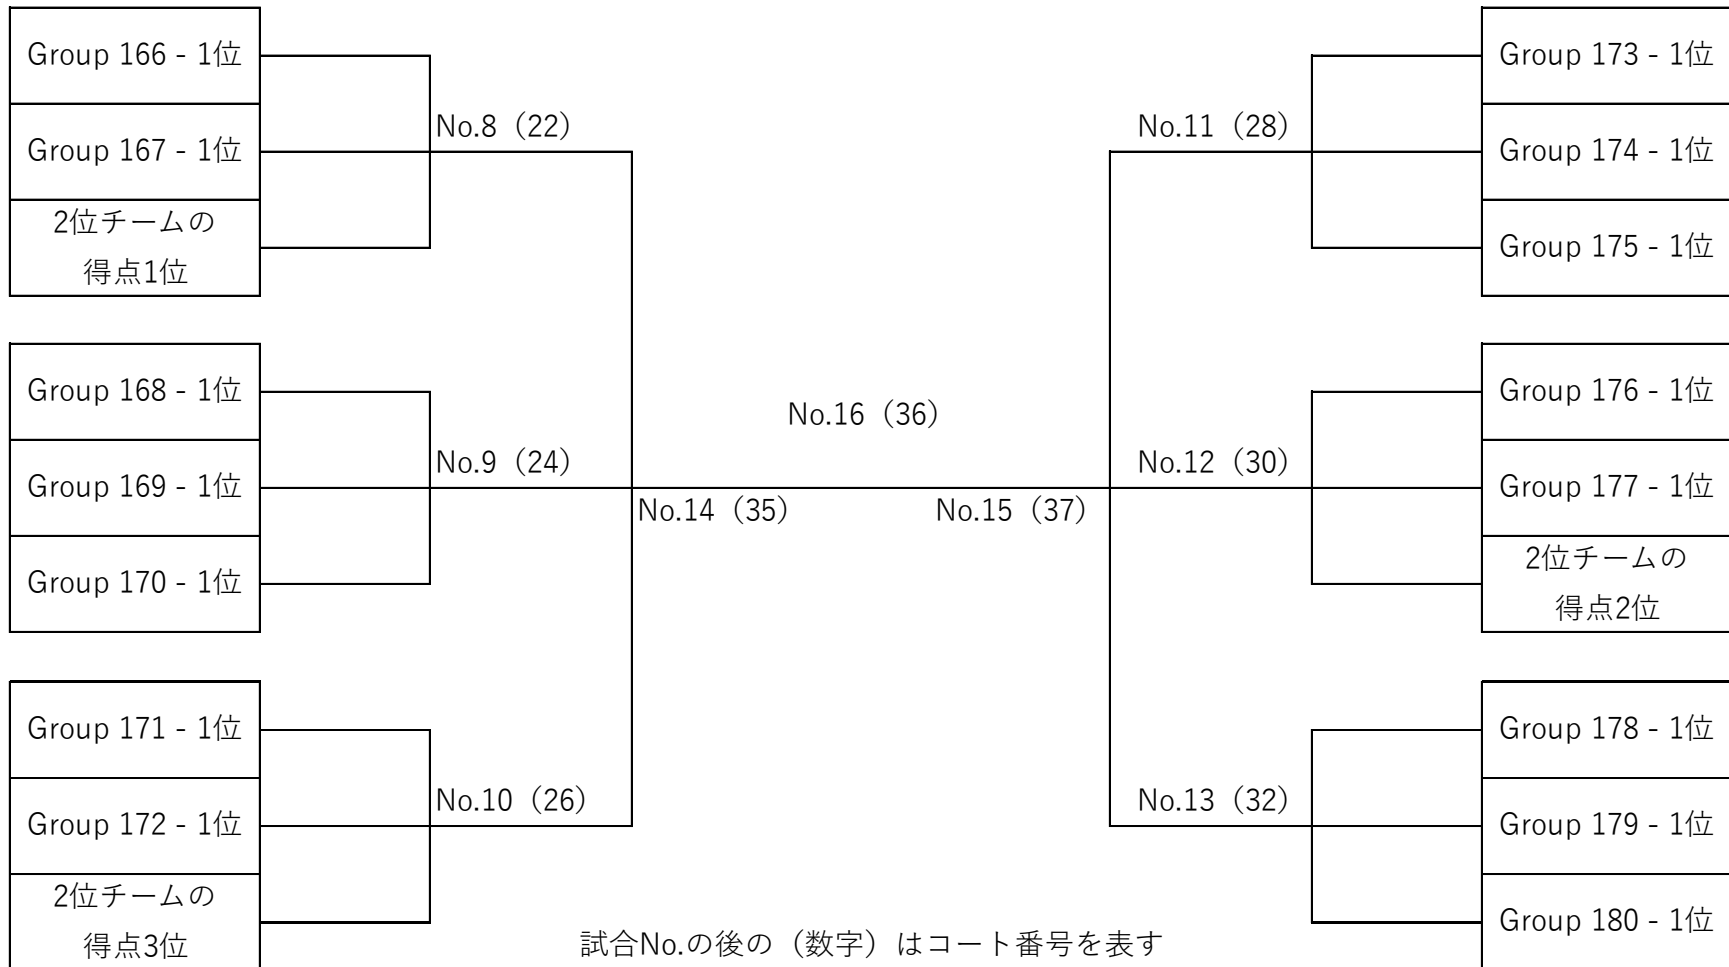 Group 166 - 1位
Group 167 - 1位
2位チームの
得点1位
No.8（22）
Group 168 - 1位
Group 169 - 1位
Group 170 - 1位
No.9（24）
Group 171 - 1位
Group 172 - 1位
2位チームの
得点3位
No.10（26）
No.14（35）
No.16（36）
No.15（37）
No.11（28）
Group 173 - 1位
Group 174 - 1位
Group 175 - 1位
No.12（30）
Group 176 - 1位
Group 177 - 1位
2位チームの
得点2位
No.13（32）
Group 178 - 1位
Group 179 - 1位
Group 180 - 1位
試合No.の後の（数字）はコート番号を表す